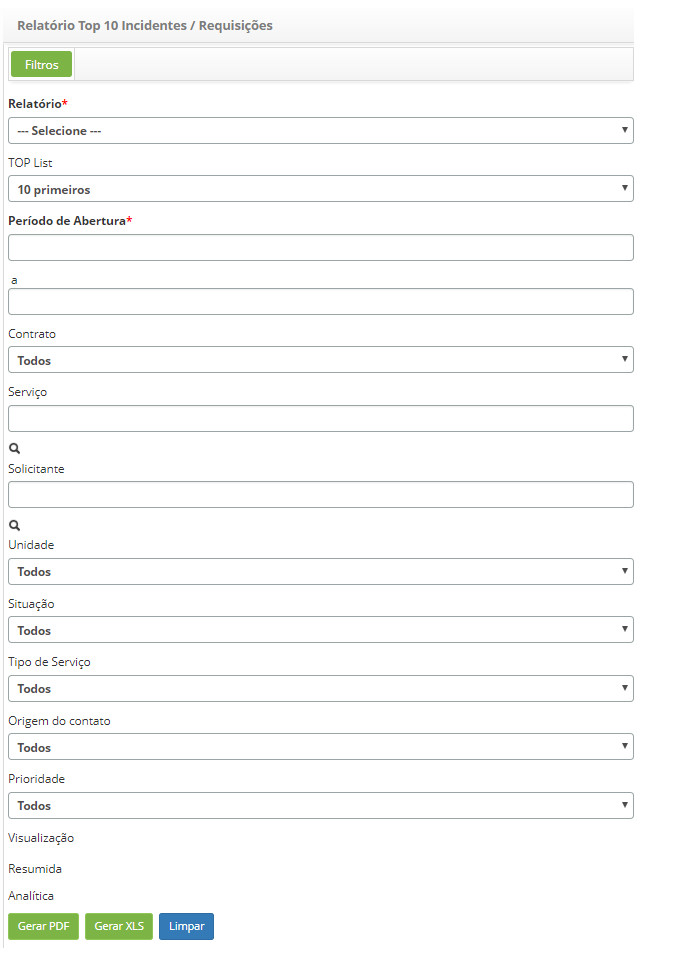 Relatório Top 10 Incidentes / Requisições
Filtros
Relatório*
--- Selecione ---
TOP List
10 primeiros
Período de Abertura*
a
Contrato
Todos
Serviço
Solicitante
Unidade
Todos
Situação
Todos
Tipo de Serviço
Todos
Origem do contato
Todos
Prioridade
Todos
Visualização
Resumida
Analítica
Gerar PDF Gerar XLS Limpar